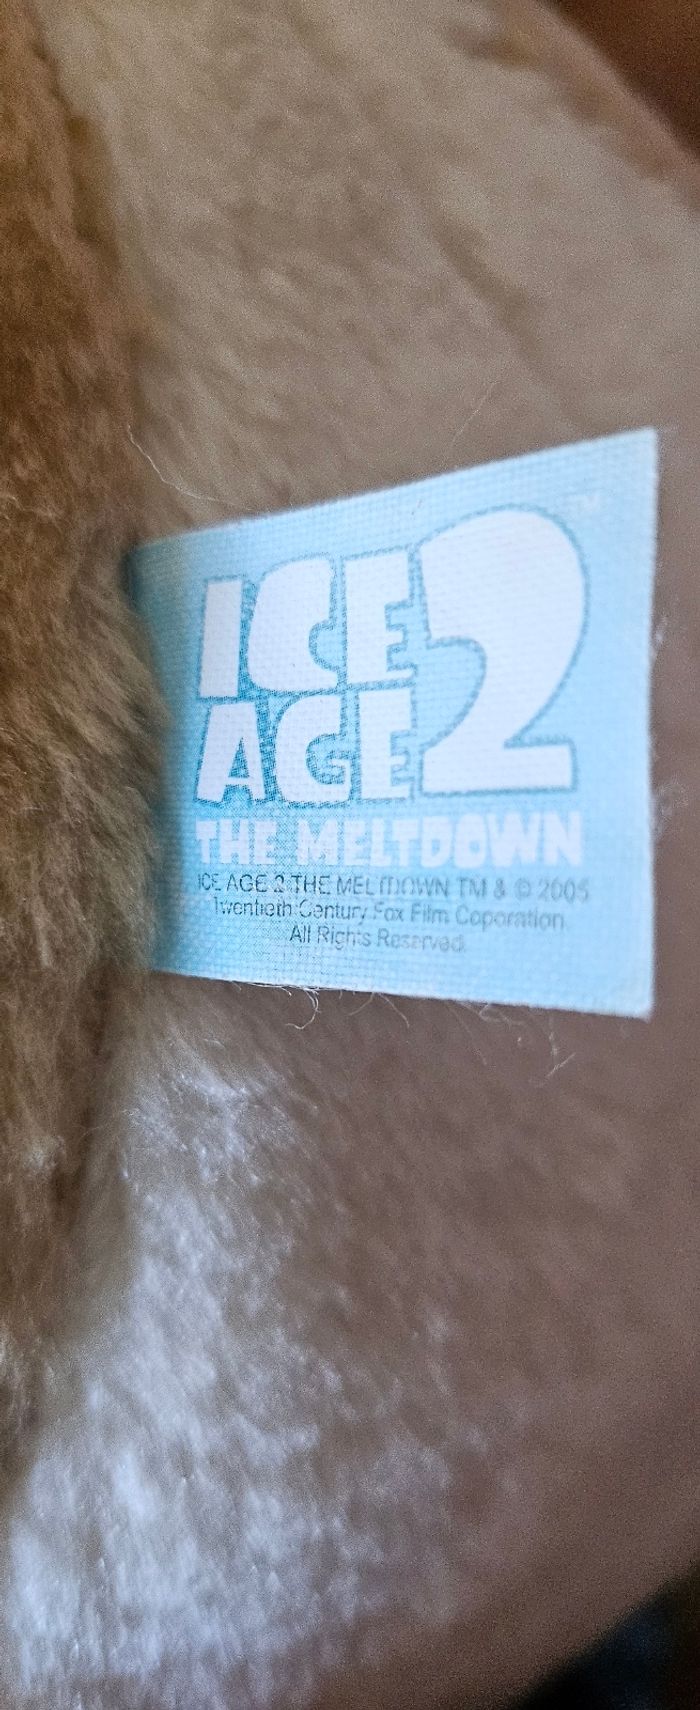 ICE 2 TM
AGE
THE MELTDOWN
ICE AGE 2 THE MELTDOWN TM & © 2005
Twentieth Century Fox Film Coporation.
All Rights Reserved.